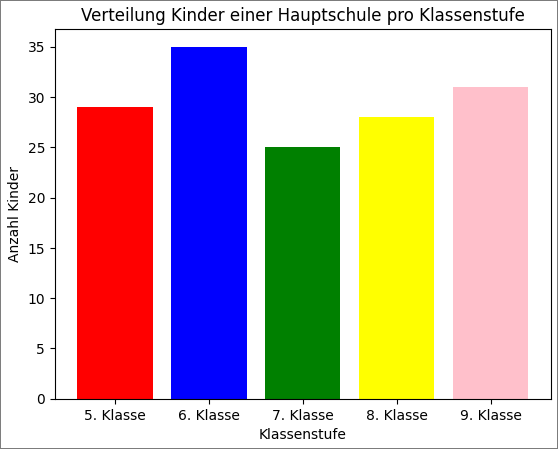 Verteilung Kinder einer Hauptschule pro Klassenstufe
35
30
25
20
15
10
5
0
Anzahl Kinder
5. Klasse 6. Klasse 7. Klasse 8. Klasse 9. Klasse
Klassenstufe